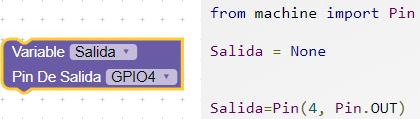 Variable Salida
Pin De Salida GPIO4
from machine import Pin
Salida = None
Salida=Pin(4, Pin.OUT)